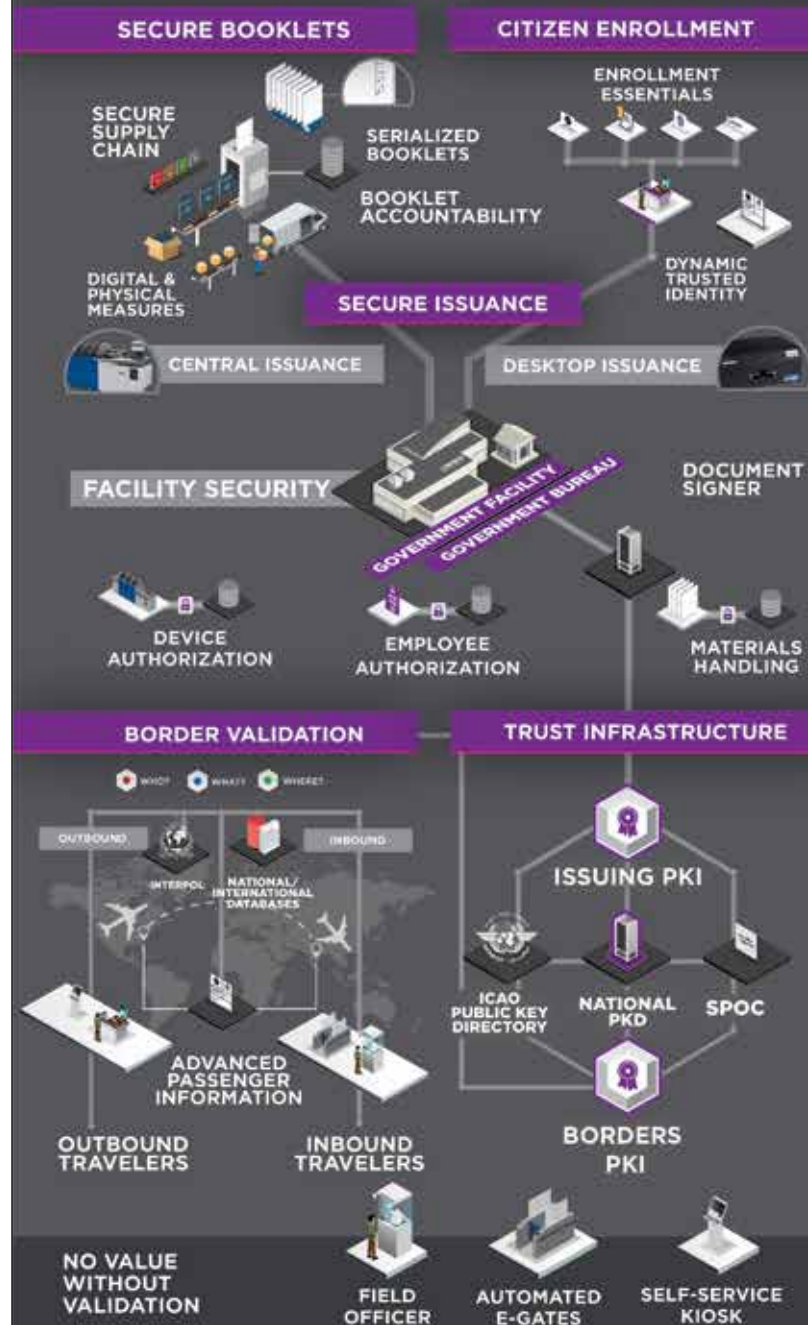 SECURE BOOKLETS
CITIZEN ENROLLMENT
SECURE
SUPPLY
CHAIN
SERIALIZED
BOOKLETS
BOOKLET
ACCOUNTABILITY
DIGITAL &
PHYSICAL
MEASURES
ENROLLMENT
ESSENTIALS
DYNAMIC
TRUSTED
IDENTITY
SECURE ISSUANCE
CENTRAL ISSUANCE
DESKTOP ISSUANCE
FACILITY SECURITY
GOVERNMENT FACILITY
GOVERNMENT BUREAU
DOCUMENT
SIGNER
DEVICE
AUTHORIZATION
EMPLOYEE
AUTHORIZATION
MATERIALS
HANDLING
BORDER VALIDATION
TRUST INFRASTRUCTURE
WHO?
WHAT?
WHERE?
OUTBOUND
INBOUND
INTERPOL
NATIONAL/
INTERNATIONAL
DATABASES
ADVANCED
PASSENGER
INFORMATION
OUTBOUND
TRAVELERS
INBOUND
TRAVELERS
ISSUING PKI
ICAO
PUBLIC KEY
DIRECTORY
NATIONAL
PKD
SPOC
BORDERS
PKI
NO VALUE
WITHOUT
VALIDATION
FIELD
OFFICER
AUTOMATED
E-GATES
SELF-SERVICE
KIOSK